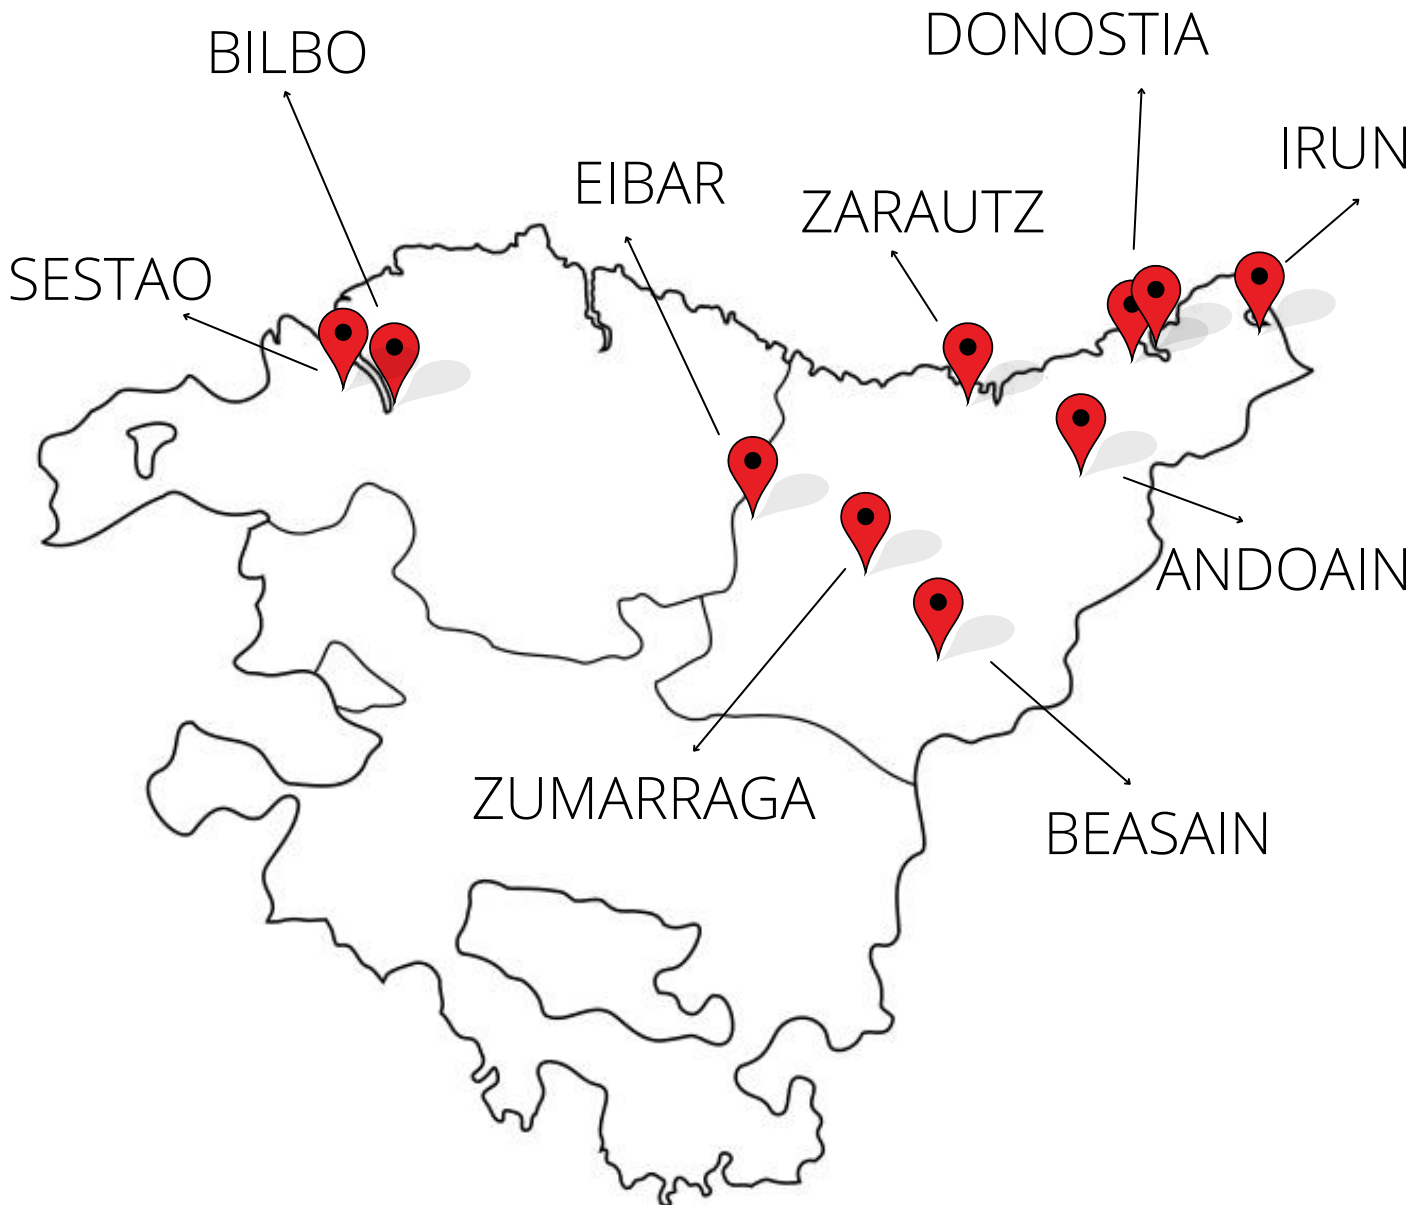 DONOSTIA
BILBO
IRUN
EIBAR
ZARAUTZ
SESTAO
ANDOAIN
ZUMARRAGA
BEASAIN